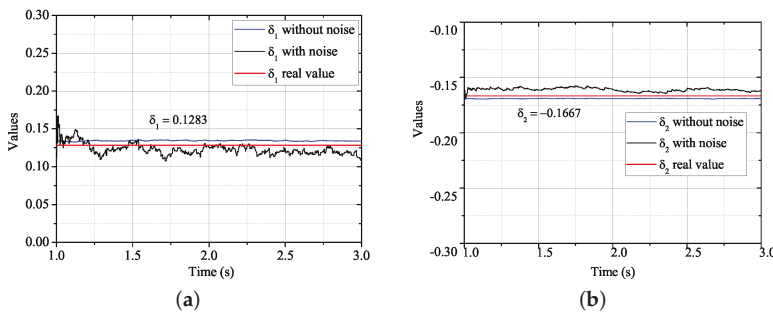 0.30
0.25
0.20
0.15
0.10
0.05
0.00
Values
δ1 without noise
δ1 with noise
δ1 real value
δ1 = 0.1283
1.0 1.5 2.0 2.5 3.0
Time (s)
(a)
-0.10
-0.15
-0.20
-0.25
-0.30
Values
δ2 = −0.1667
δ2 without noise
δ2 with noise
δ2 real value
1.0 1.5 2.0 2.5 3.0
Time (s)
(b)